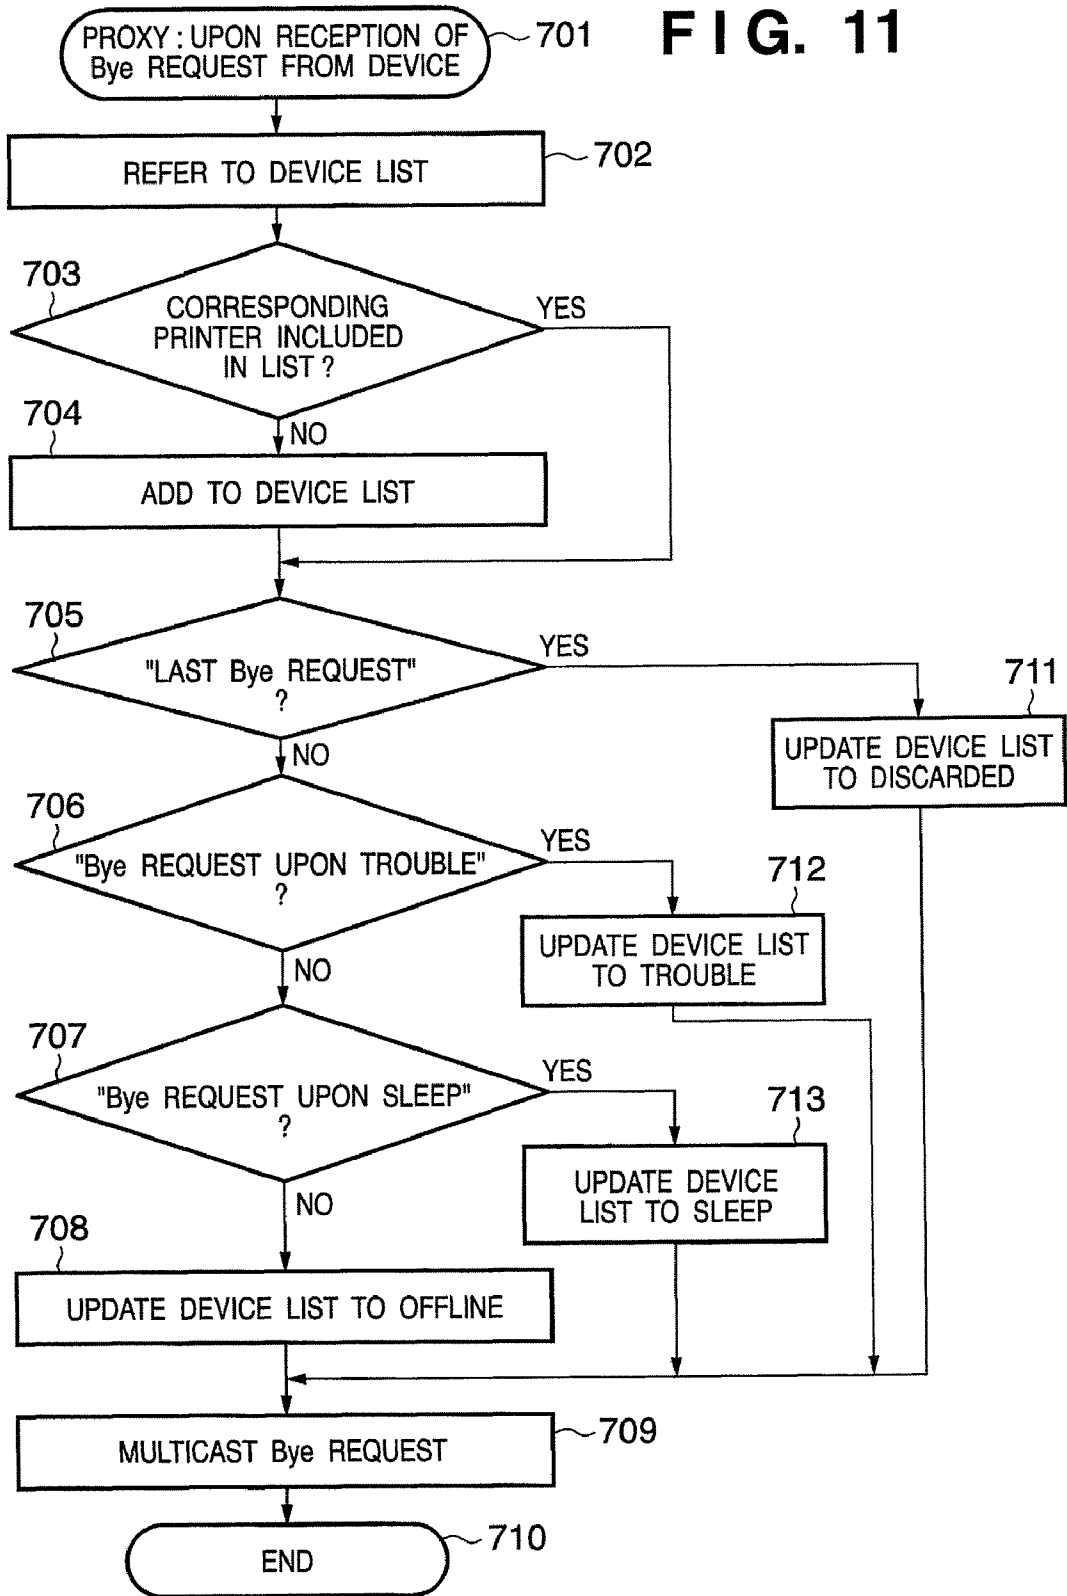 FIG. 11
PROXY : UPON RECEPTION OF
Bye REQUEST FROM DEVICE
701
REFER TO DEVICE LIST
702
703
CORRESPONDING
PRINTER INCLUDED
IN LIST ?
YES
NO
704
ADD TO DEVICE LIST
705
"LAST Bye REQUEST"
?
YES
NO
711
UPDATE DEVICE LIST
TO DISCARDED
706
"Bye REQUEST UPON TROUBLE"
?
YES
NO
712
UPDATE DEVICE LIST
TO TROUBLE
707
"Bye REQUEST UPON SLEEP"
?
YES
NO
713
UPDATE DEVICE
LIST TO SLEEP
708
UPDATE DEVICE LIST TO OFFLINE
MULTICAST Bye REQUEST
709
END
710